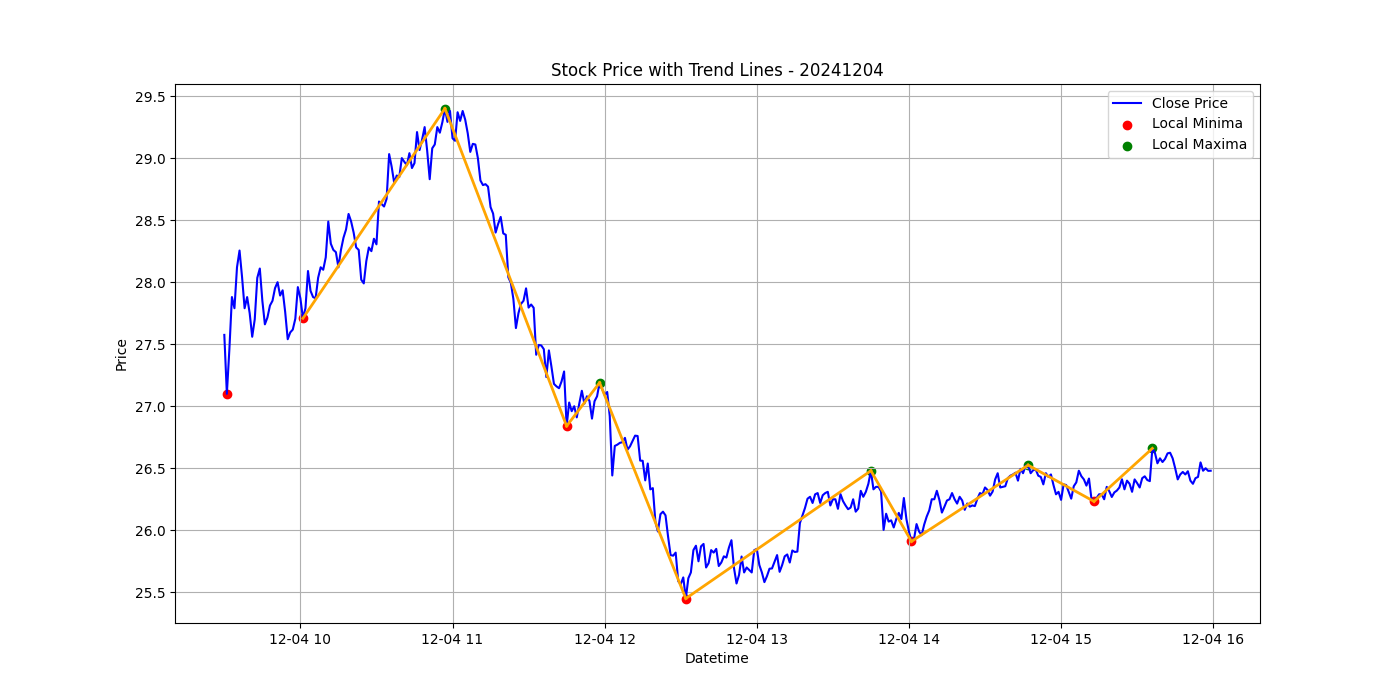 Stock Price with Trend Lines - 20241204
Close Price
Local Minima
Local Maxima
29.5
29.0
28.5
28.0
27.5
27.0
26.5
26.0
25.5
Price
12-04 10
12-04 11
12-04 12
12-04 13
12-04 14
12-04 15
12-04 16
Datetime